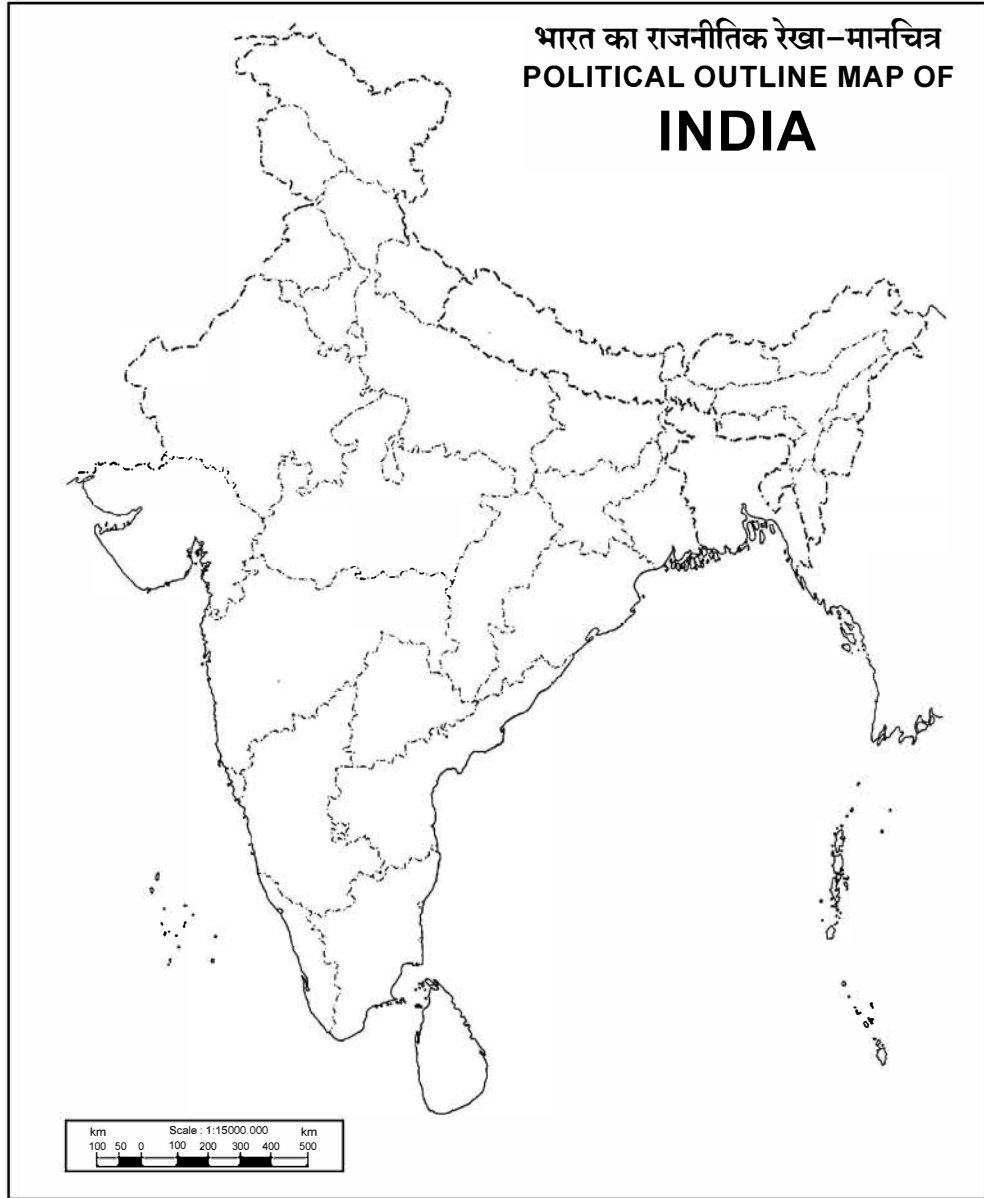 भारत का राजनीतिक रेखा–मानचित्र
POLITICAL OUTLINE MAP OF
INDIA
km Scale : 1:15000.000 km
100 50 0 100 200 300 400 500